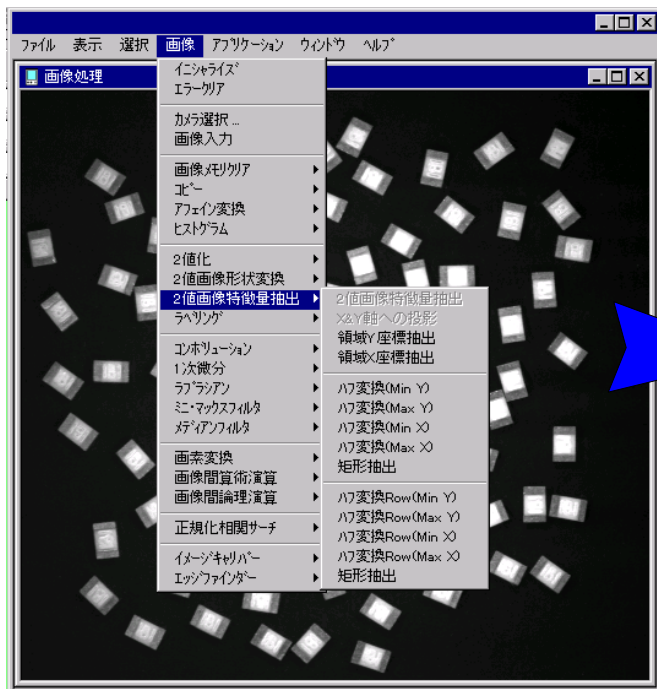 ファイル 表示 選択 画像 アプリケーション ウィンドウ ヘルプ
画像処理
イニシャライズ
エラークリア
カメラ選択 ...
画像入力
画像メモリクリア
コピー
アフェイン変換
ヒストグラム
2値化
2値画像形状変換
2値画像特徴量抽出
ラベリング
コンボリューション
1次微分
ラプラシアン
ミニ・マックスフィルタ
メディアンフィルタ
画素変換
画像間算術演算
画像間論理演算
正規化相関サーチ
イメージキャリパー
エッジファインダー
2値画像特徴量抽出
X&Y軸への投影
領域Y座標抽出
領域X座標抽出
ハフ変換(Min Y)
ハフ変換(Max Y)
ハフ変換(Min X)
ハフ変換(Max X)
矩形抽出
ハフ変換Row(Min Y)
ハフ変換Row(Max Y)
ハフ変換Row(Min X)
ハフ変換Row(Max X)
矩形抽出